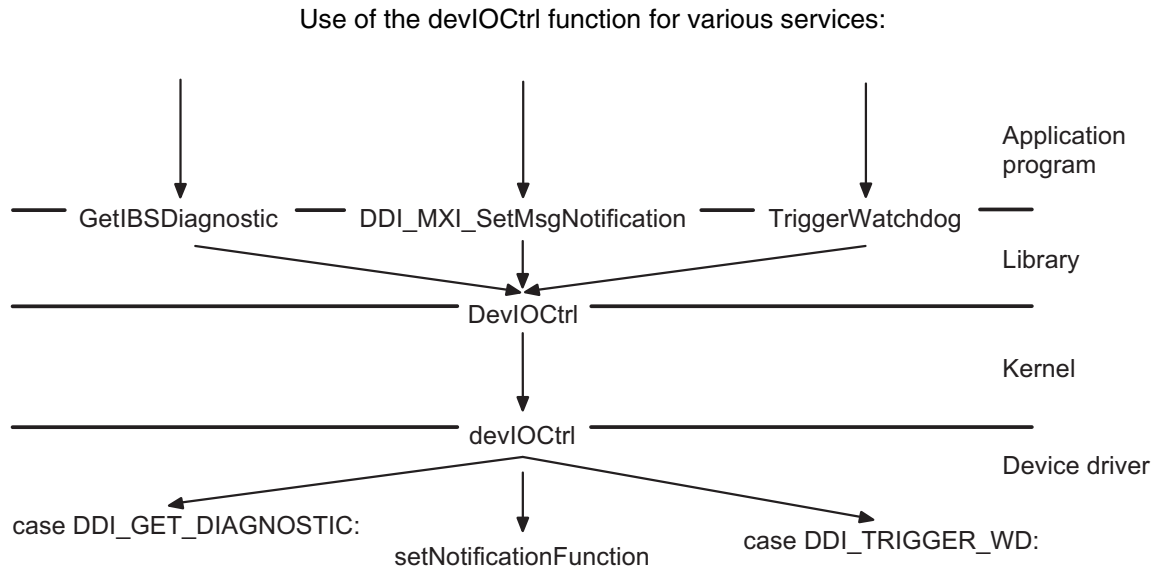 Use of the devIOCtrl function for various services:
Application
program
GetIBSDiagnostic
DDI_MXI_SetMsgNotification
TriggerWatchdog
Library
DevIOCtrl
Kernel
devIOCtrl
Device driver
case DDI_GET_DIAGNOSTIC:
setNotificationFunction
case DDI_TRIGGER_WD: